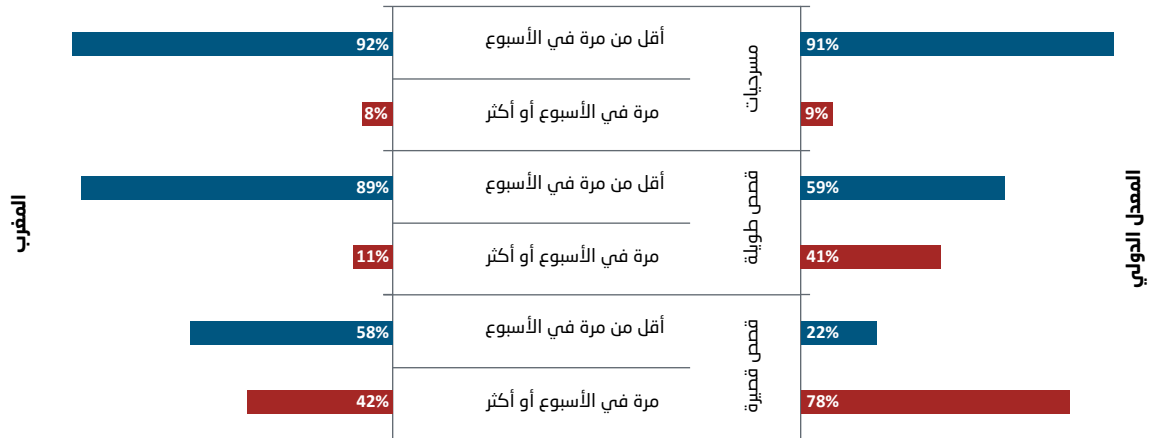 المعدل الدولي
المغرب
مسرحيات
91%
أقل من مرة في الأسبوع
92%
9%
مرة في الأسبوع أو أكثر
8%
قصص طويلة
59%
أقل من مرة في الأسبوع
89%
41%
مرة في الأسبوع أو أكثر
11%
قصص قصيرة
22%
أقل من مرة في الأسبوع
58%
78%
مرة في الأسبوع أو أكثر
42%